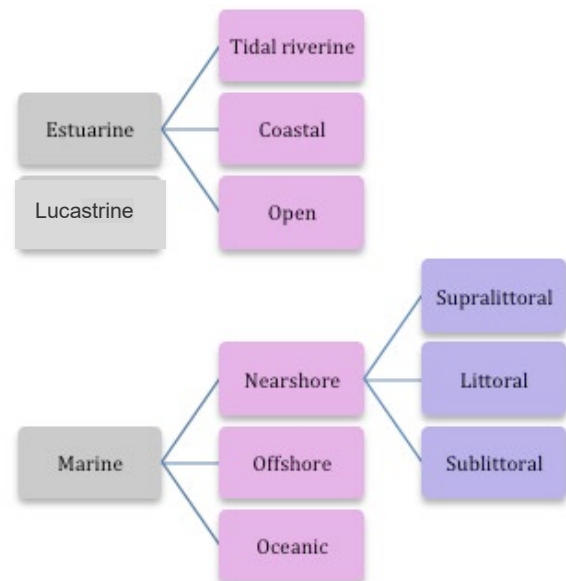 Tidal riverine
Estuarine
Coastal
Lucastrine
Open
Supralittoral
Nearshore
Littoral
Marine
Offshore
Sublittoral
Oceanic